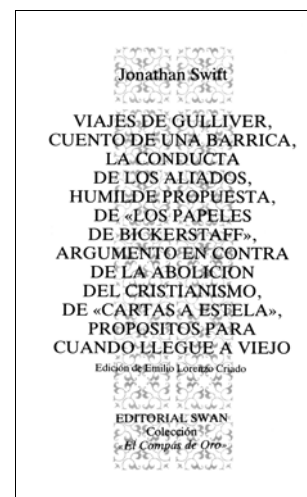 Jonathan Swift
VIAJES DE GULLIVER,
CUENTO DE UNA BARRICA,
LA CONDUCTA
DE LOS ALIADOS,
HUMILDE PROPUESTA,
DE «LOS PAPELES
DE BICKERSTAFF»,
ARGUMENTO EN CONTRA
DE LA ABOLICION
DEL CRISTIANISMO,
DE «CARTAS A ESTELA»,
PROPOSITOS PARA
CUANDO LLEGUE A VIEJO
Edición de Emilio Lorenzo Criado
EDITORIAL SWAN
Colección
«El Compás de Oro»